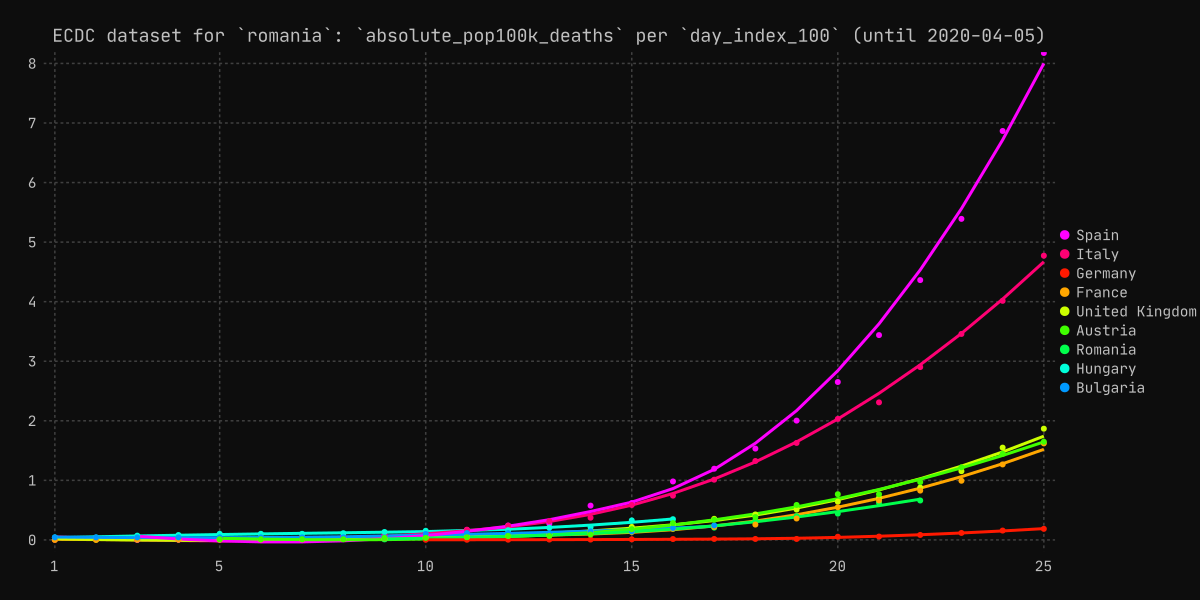 ECDC dataset for `romania`: `absolute_pop100k_deaths` per `day_index_100` (until 2020-04-05)
8
7
6
5
4
3
2
1
0
1 5 10 15 20 25
Spain
Italy
Germany
France
United Kingdom
Austria
Romania
Hungary
Bulgaria